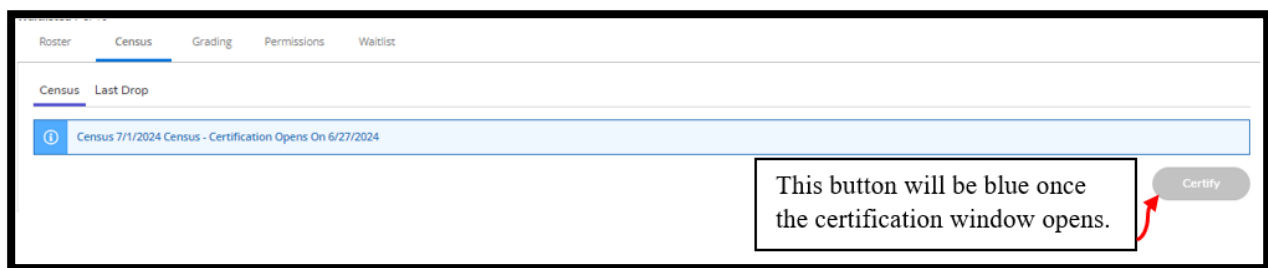 Roster Census Grading Permissions Waitlist
Census Last Drop
Census 7/1/2024 Census - Certification Opens On 6/27/2024
This button will be blue once
the certification window opens.
Certify